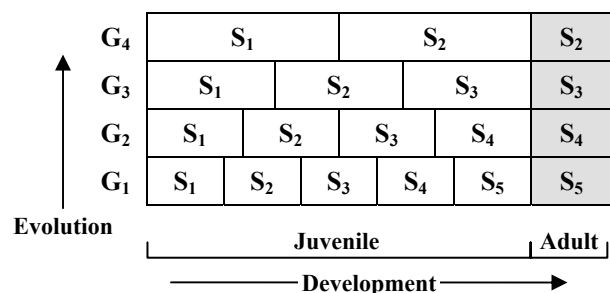 G₄ S₁ S₂ S₂
G₃ S₁ S₂ S₃ S₃
G₂ S₁ S₂ S₃ S₄ S₄
G₁ S₁ S₂ S₃ S₄ S₅ S₅
Evolution
Juvenile Adult
Development